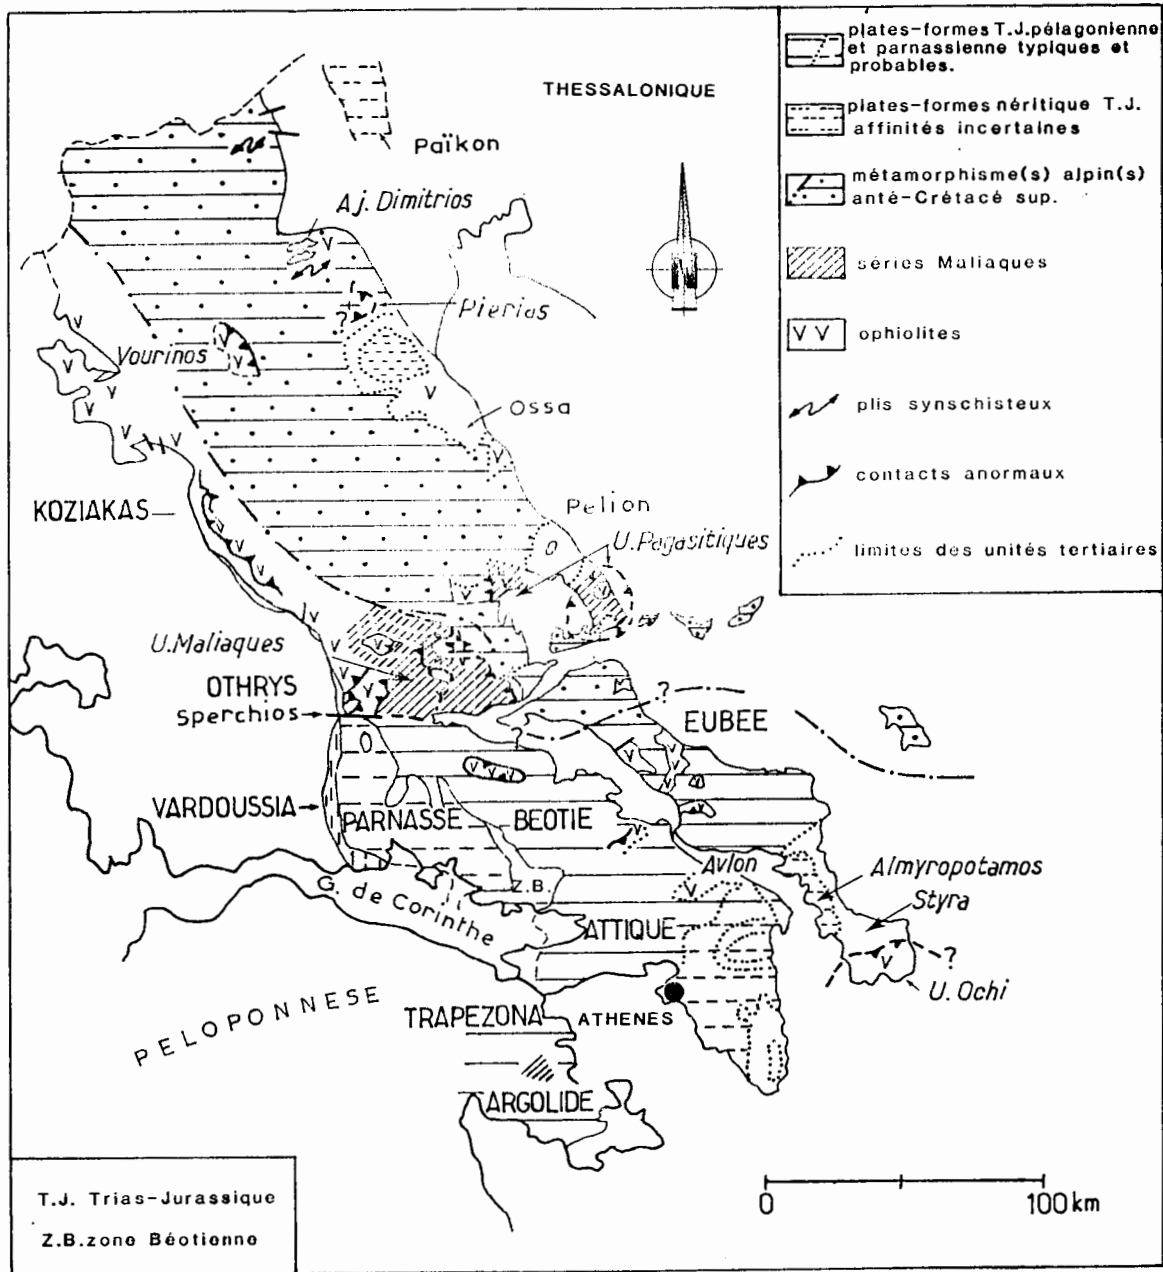 plates-formes T.J.pélagonienne
et parnassienne typiques et
probables.
plates-formes néritique T.J.
affinités incertaines
métamorphisme(s) alpin(s)
anté-Crétacé sup.
séries Maliaques
V V ophiolites
plis synschisteux
contacts anormaux
limites des unités tertiaires
THESSALONIQUE
Païkon
Aj. Dimitrios
Pierias
?
Vourinos
Ossa
KOZIAKAS
Pelion
U.Pagasitiques
U.Maliaques
OTHRYS
Sperchios
?
EUBEE
?
VARDOUSSIA
PARNASSE
BEOTIE
Avlon
Almyropotamos
Styra
Z.B.
G. de Corinthe
ATTIQUE
?
U. Ochi
PELOPONNESE
TRAPEZONA
ATHENES
ARGOLIDE
T.J. Trias-Jurassique
Z.B.zone Béotienne
0 100 km